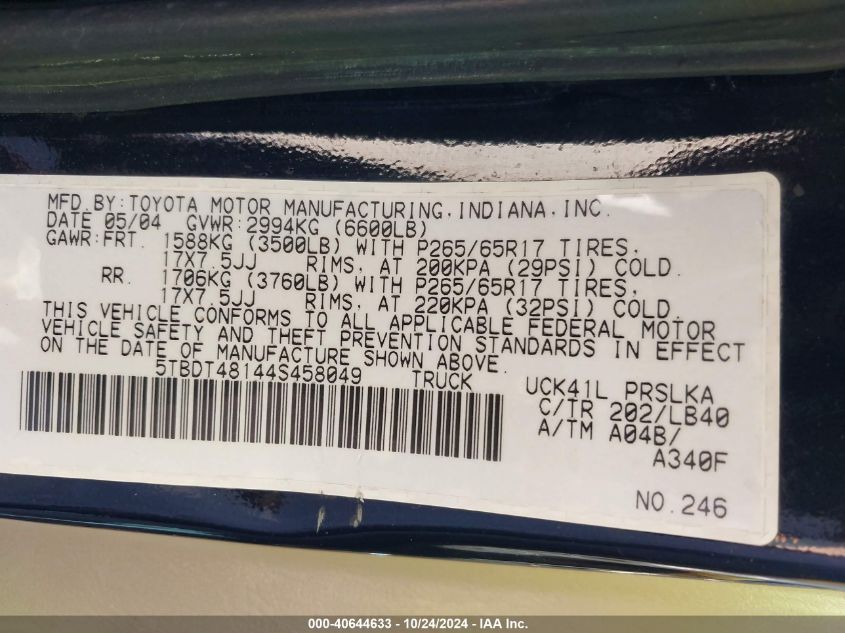 MFD.BY:TOYOTA MOTOR MANUFACTURING,INDIANA,INC.
DATE 05/04 GVWR:2994KG (6600LB)
GAWR:FRT. 1588KG (3500LB) WITH P265/65R17 TIRES,
17X7.5JJ RIMS, AT 200KPA (29PSI) COLD.
RR. 1706KG (3760LB) WITH P265/65R17 TIRES,
17X7.5JJ RIMS, AT 220KPA (32PSI) COLD.
THIS VEHICLE CONFORMS TO ALL APPLICABLE FEDERAL MOTOR
VEHICLE SAFETY AND THEFT PREVENTION STANDARDS IN EFFECT
ON THE DATE OF MANUFACTURE SHOWN ABOVE.
5TBDT48144S458049 TRUCK
UCK41L PRSLKA
C/TR 202/LB40
A/TM A04B/
A340F
NO.246
000-40644633 - 10/24/2024 - IAA Inc.